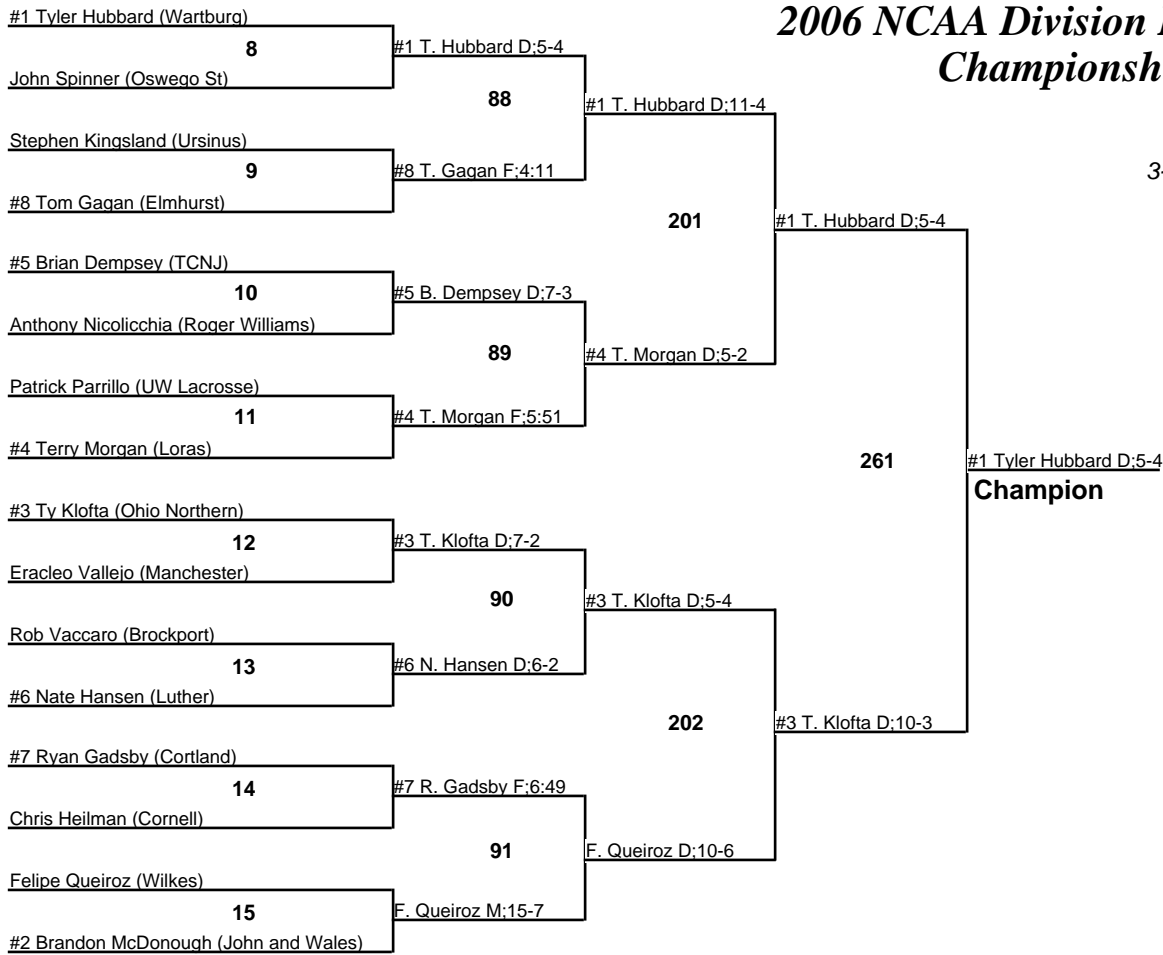 2006 NCAA Division
Championsh
3-
#1 Tyler Hubbard (Wartburg)
8
John Spinner (Oswego St)
#1 T. Hubbard D;5-4
88
Stephen Kingsland (Ursinus)
9
#8 Tom Gagan (Elmhurst)
#8 T. Gagan F;4:11
#1 T. Hubbard D;11-4
201
#5 Brian Dempsey (TCNJ)
10
Anthony Nicolicchia (Roger Williams)
#5 B. Dempsey D;7-3
89
Patrick Parrillo (UW Lacrosse)
11
#4 Terry Morgan (Loras)
#4 T. Morgan F;5:51
#4 T. Morgan D;5-2
#1 T. Hubbard D;5-4
261
#1 Tyler Hubbard D;5-4
Champion
#3 Ty Klofta (Ohio Northern)
12
Eracleo Vallejo (Manchester)
#3 T. Klofta D;7-2
90
Rob Vaccaro (Brockport)
13
#6 Nate Hansen (Luther)
#6 N. Hansen D;6-2
#3 T. Klofta D;5-4
202
#7 Ryan Gadsby (Cortland)
14
Chris Heilman (Cornell)
#7 R. Gadsby F;6:49
91
Felipe Queiroz (Wilkes)
15
#2 Brandon McDonough (John and Wales)
F. Queiroz M;15-7
F. Queiroz D;10-6
#3 T. Klofta D;10-3